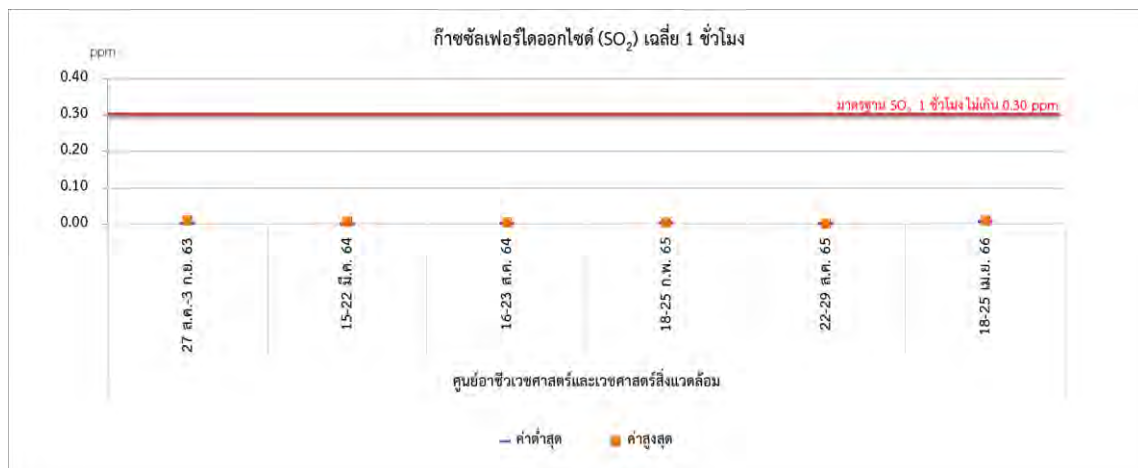 ก๊าซซัลเฟอร์ไดออกไซด์ (SO₂) เฉลี่ย 1 ชั่วโมง
ppm
0.40
มาตรฐาน SO₂ 1 ชั่วโมง ไม่เกิน 0.30 ppm
0.30
0.20
0.10
0.00
27 ส.ค.-3 ก.ย. 63
15-22 มี.ค. 64
16-23 ส.ค. 64
18-25 ก.พ. 65
22-29 ส.ค. 65
18-25 เม.ย. 66
ศูนย์อาชีวเวชศาสตร์และเวชศาสตร์สิ่งแวดล้อม
ค่าต่ำสุด
ค่าสูงสุด